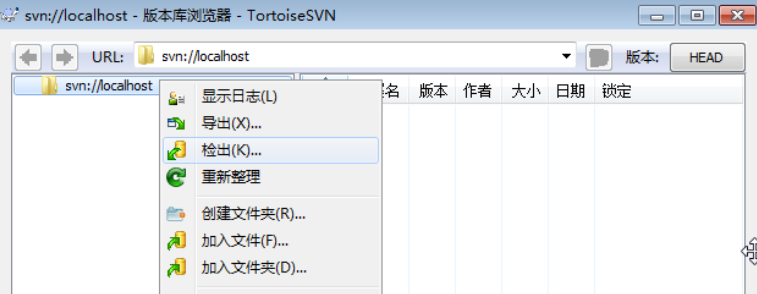 svn://localhost - 版本库浏览器 - TortoiseSVN
URL: svn://localhost 版本: HEAD
svn://localhost 名 版本 作者 大小 日期 锁定
显示日志(L)
导出(X)...
检出(K)...
重新整理
创建文件夹(R)...
加入文件(F)...
加入文件夹(D)...